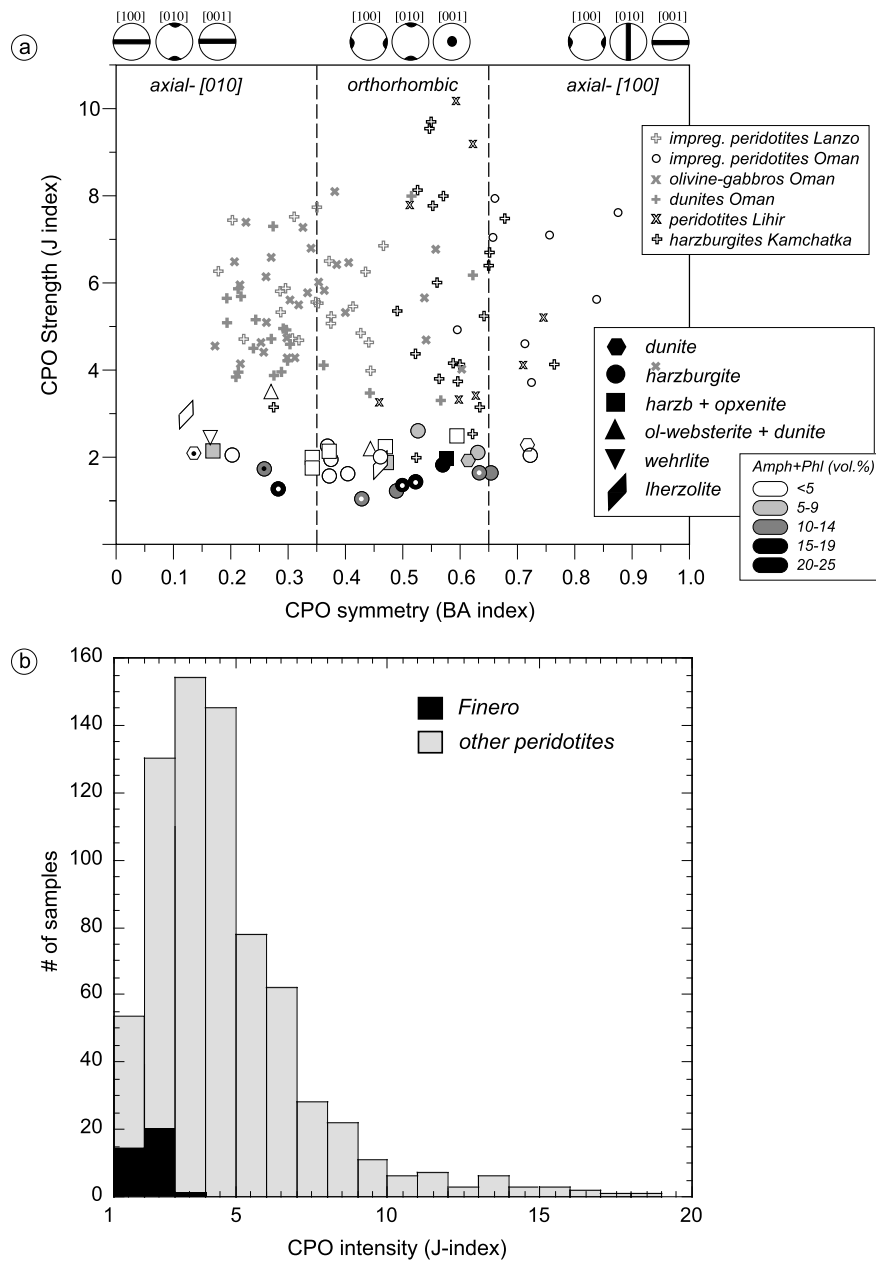 [100] [010] [001] [100] [010] [001] [100] [010] [001]
a
axial- [010] orthorhombic axial- [100]
10
8
6
4
2
0
CPO Strength (J index)
impreg. peridotites Lanzo
impreg. peridotites Oman
olivine-gabbros Oman
dunites Oman
peridotites Lihir
harzburgites Kamchatka
dunite
harzburgite
harzb + opxenite
ol-websterite + dunite
wehrlite
lherzolite
Amph+Phl (vol.%)
<5
5-9
10-14
15-19
20-25
0 0.1 0.2 0.3 0.4 0.5 0.6 0.7 0.8 0.9 1.0
CPO symmetry (BA index)
b
160
140
120
100
80
60
40
20
0
# of samples
Finero
other peridotites
1 5 10 15 20
CPO intensity (J-index)